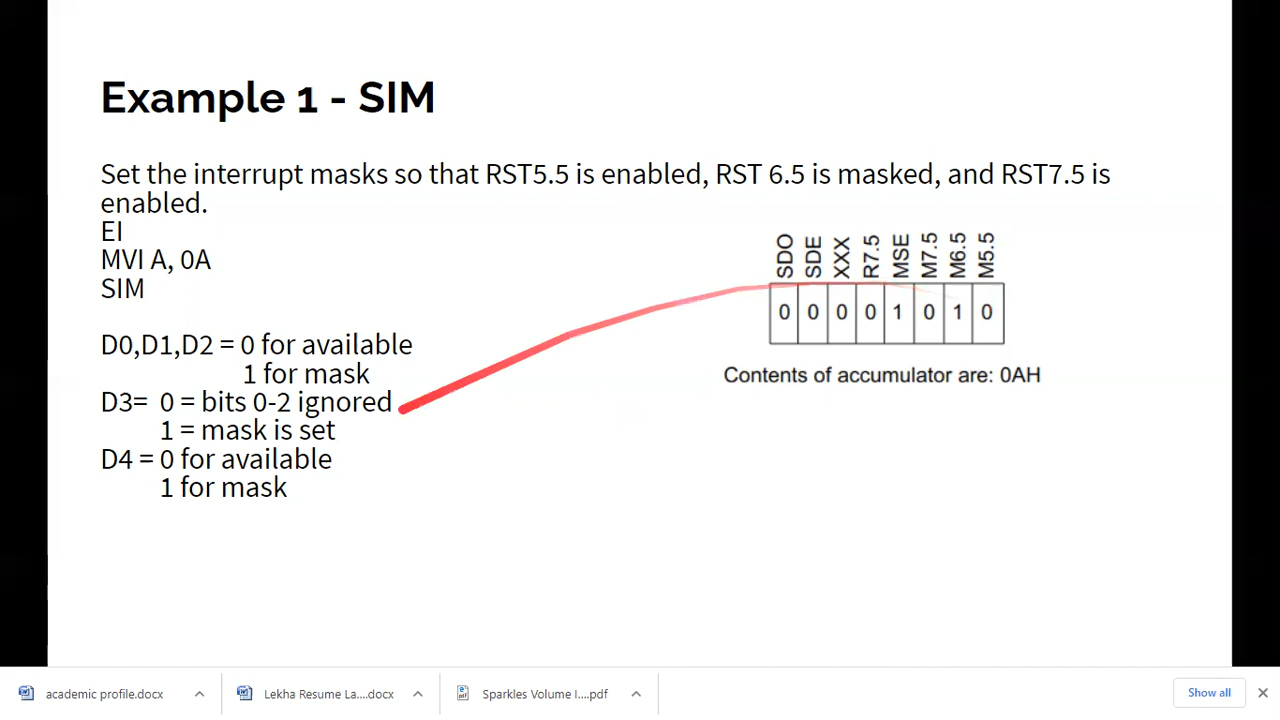 Example 1 - SIM
Set the interrupt masks so that RST5.5 is enabled, RST 6.5 is masked, and RST7.5 is
enabled.
EI
MVI A, 0A
SIM
SDO SDE XXX R7.5 MSE M7.5 M6.5 M5.5
0 0 0 0 1 0 1 0
Contents of accumulator are: 0AH
D0,D1,D2 = 0 for available
1 for mask
D3= 0 = bits 0-2 ignored
1 = mask is set
D4 = 0 for available
1 for mask
academic profile.docx
Lekha Resume La....docx
Sparkles Volume I....pdf
Show all